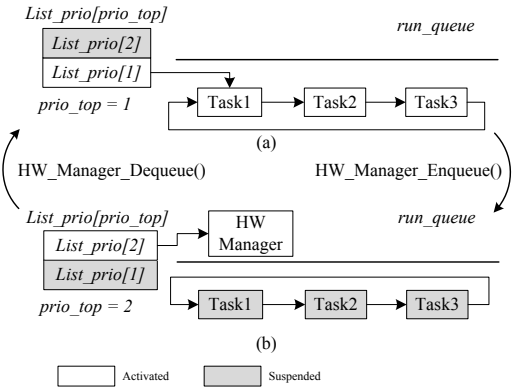 List_prio[prio_top]
run_queue
List_prio[2]
List_prio[1]
prio_top = 1
Task1 Task2 Task3
(a)
HW_Manager_Dequeue() HW_Manager_Enqueue()
List_prio[prio_top]
run_queue
List_prio[2]
HW
Manager
List_prio[1]
prio_top = 2
Task1 Task2 Task3
(b)
Activated Suspended